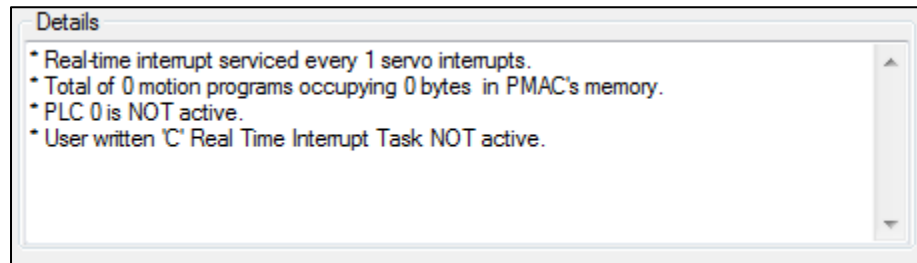 Details
* Real-time interrupt serviced every 1 servo interrupts.
* Total of 0 motion programs occupying 0 bytes  in PMAC's memory.
* PLC 0 is NOT active.
* User written 'C' Real Time Interrupt Task NOT active.